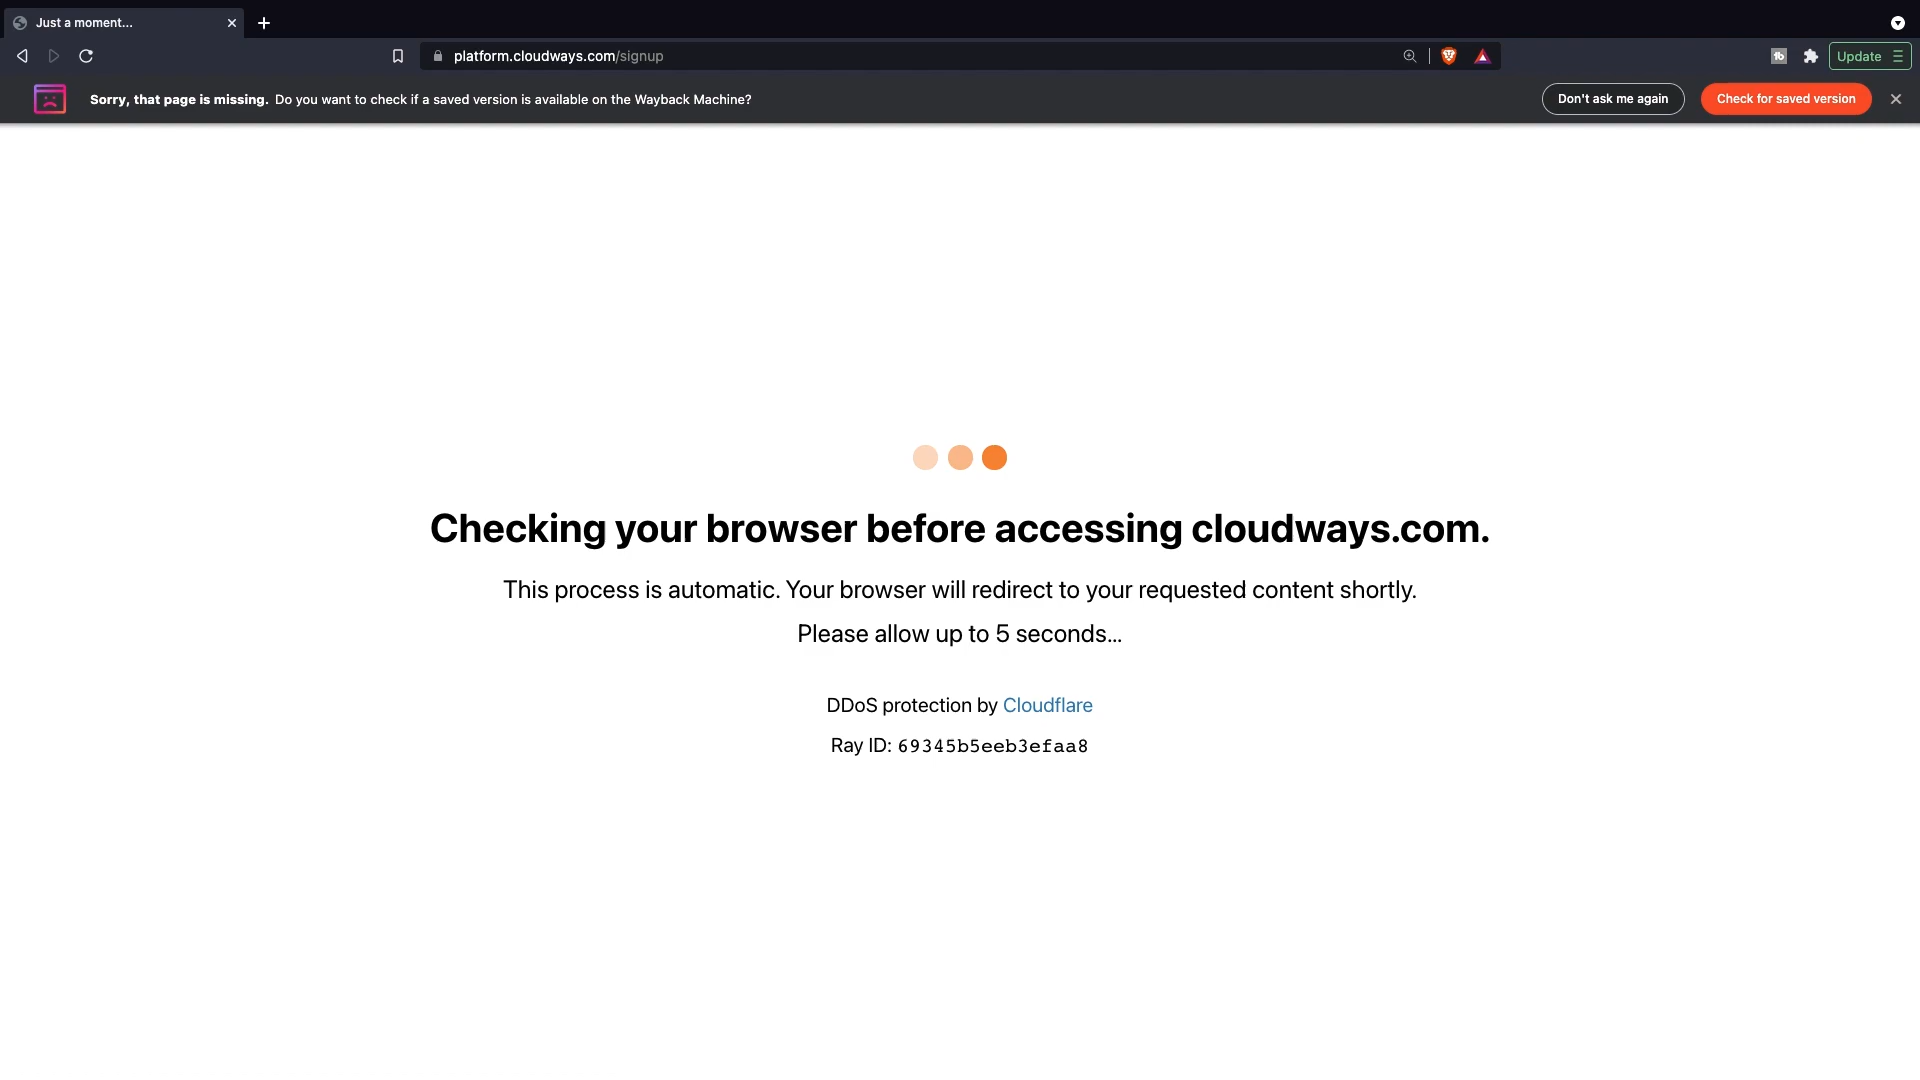 Just a moment...
platform.cloudways.com/signup
Update
Sorry, that page is missing. Do you want to check if a saved version is available on the Wayback Machine?
Don't ask me again
Check for saved version
Checking your browser before accessing cloudways.com.
This process is automatic. Your browser will redirect to your requested content shortly.
Please allow up to 5 seconds...
DDoS protection by Cloudflare
Ray ID: 69345b5eeb3efaa8